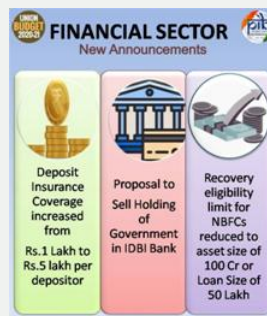 UNION
BUDGET
2020-21
FINANCIAL SECTOR
New Announcements
Deposit
Insurance
Coverage
increased
from
Rs.1 Lakh to
Rs.5 lakh per
depositor
Proposal to
Sell Holding
of
Government
in IDBI Bank
Recovery
eligibility
limit for
NBFCs
reduced to
asset size of
100 Cr or
Loan Size of
50 Lakh